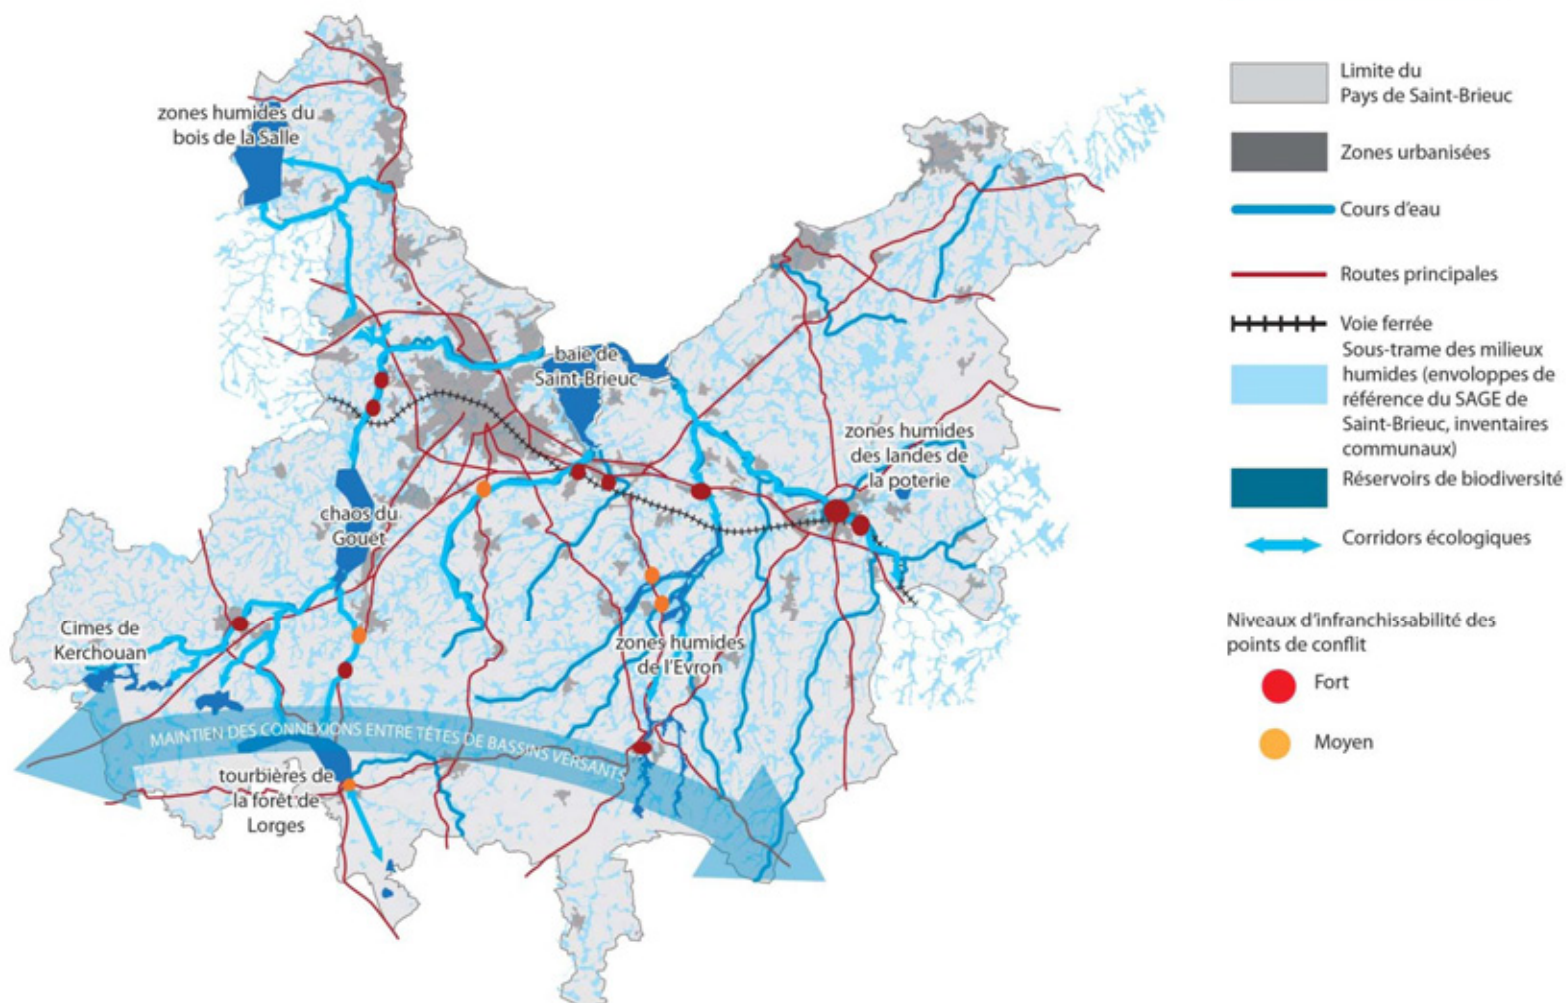 zones humides du
bois de la Salle
baie de
Saint-Brieuc
zones humides
des landes de
la poterie
chaos du
Gouët
Cimes de
Kerchouan
zones humides
de l'Evron
MAINTIEN DES CONNEXIONS ENTRE TÊTES DE BASSINS VERSANTS
tourbières de
la forêt de
Lorges
Limite du
Pays de Saint-Brieuc
Zones urbanisées
Cours d'eau
Routes principales
Voie ferrée
Sous-trame des milieux
humides (enveloppes de
référence du SAGE de
Saint-Brieuc, inventaires
communaux)
Réservoirs de biodiversité
Corridors écologiques
Niveaux d'infranchissabilité des
points de conflit
Fort
Moyen